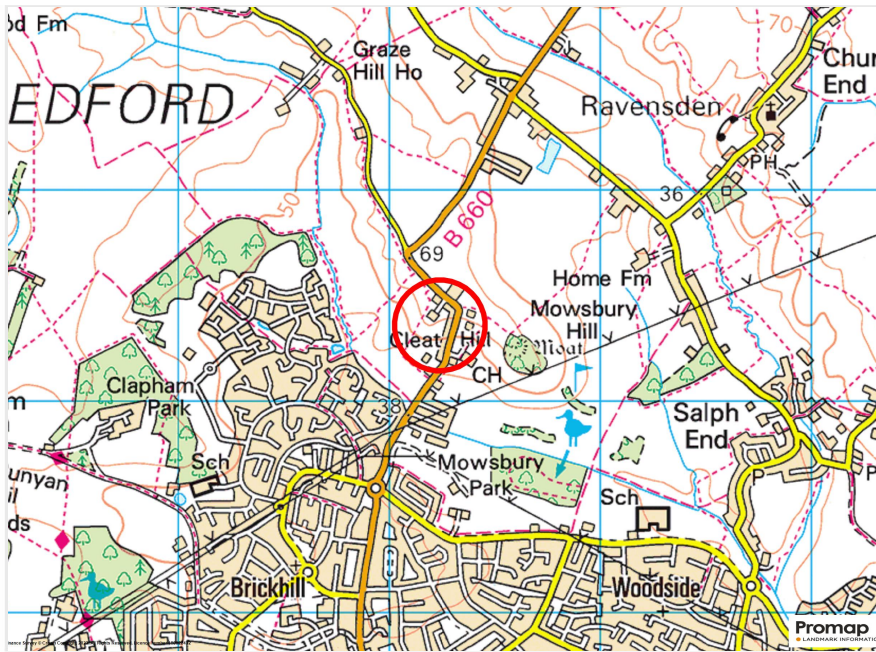 od Fm
Graze
Hill Ho
70
Chur
End
EDFORD
Ravensden
PH
50
36
B 660
69
Home Fm
Mowsbury
Hill
Cleat Hill
Moat
CH
Clapham
Park
38
Salph
End
m
Sch
Mowsbury
Park
unyan
il
ds
Sch
P
P
Brickhill
Woodside
Promap
LANDMARK INFORMATIO